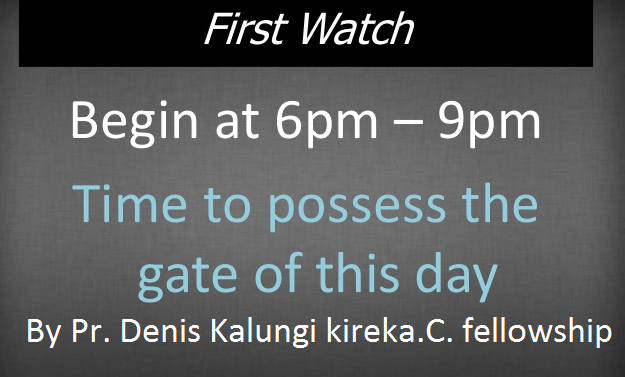 First Watch
Begin at 6pm – 9pm
Time to possess the
gate of this day
By Pr. Denis Kalungi kireka.C. fellowship